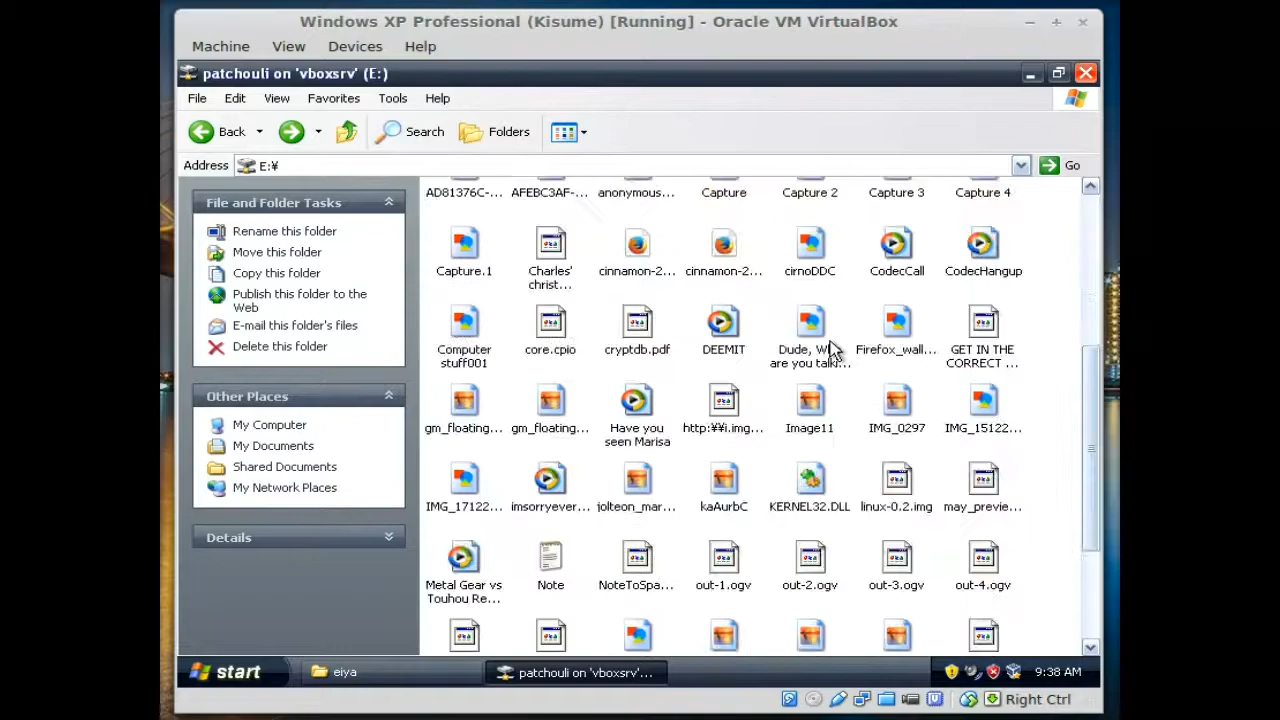 Windows XP Professional (Kisume) [Running] - Oracle VM VirtualBox
Machine View Devices Help
patchouli on 'vboxsrv' (E:)
File Edit View Favorites Tools Help
Back Search Folders
Address E:¥ Go
File and Folder Tasks
Rename this folder
Move this folder
Copy this folder
Publish this folder to the
Web
E-mail this folder's files
Delete this folder
Other Places
My Computer
My Documents
Shared Documents
My Network Places
Details
AD81376C-... AFEBC3AF-... anonymous... Capture Capture 2 Capture 3 Capture 4
Capture.1 Charles' cinnamon-2... cinnamon-2... cirnoDDC CodecCall CodecHangup
christ...
Computer core.cpio cryptdb.pdf DEEMIT Dude, Firefox_wall... GET IN THE
stuff001 are you talki... CORRECT ...
gm_floating... gm_floating... Have you http:¥¥i.img... Image11 IMG_0297 IMG_15122...
seen Marisa
IMG_17122... imsorryever... jolteon_mar... kaAurbC KERNEL32.DLL linux-0.2.img may_previe...
Metal Gear vs Note NoteToSpa... out-1.ogv out-2.ogv out-3.ogv out-4.ogv
Touhou Re...
start eiya patchouli on 'vboxsrv'... 9:38 AM
Right Ctrl